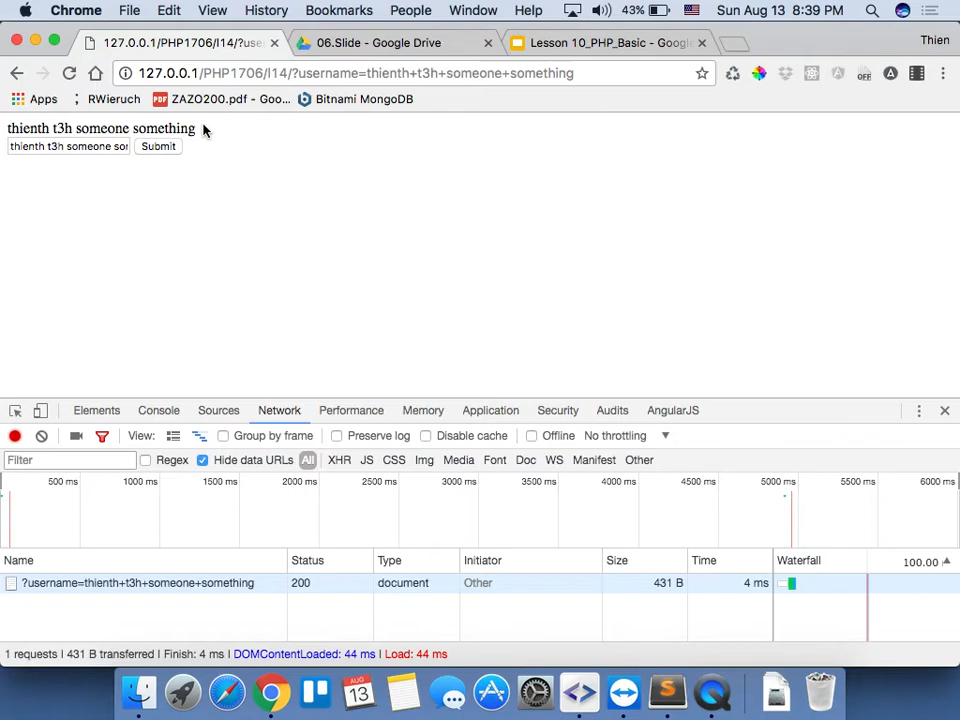 Chrome File Edit View History Bookmarks People Window Help 43% Sun Aug 13 8:39 PM
127.0.0.1/PHP1706/l14/?use 06.Slide - Google Drive Lesson 10_PHP_Basic - Google Thien
127.0.0.1/PHP1706/l14/?username=thienth+t3h+someone+something
Apps RWieruch ZAZO200.pdf - Goo... Bitnami MongoDB
thienth t3h someone something
thienth t3h someone sor Submit
Elements Console Sources Network Performance Memory Application Security Audits AngularJS
View: Group by frame Preserve log Disable cache Offline No throttling
Filter Regex Hide data URLs All XHR JS CSS Img Media Font Doc WS Manifest Other
500 ms 1000 ms 1500 ms 2000 ms 2500 ms 3000 ms 3500 ms 4000 ms 4500 ms 5000 ms 5500 ms 6000 ms
Name Status Type Initiator Size Time Waterfall 100.00
?username=thienth+t3h+someone+something 200 document Other 431 B 4 ms
1 requests | 431 B transferred | Finish: 4 ms | DOMContentLoaded: 44 ms | Load: 44 ms
AUG
13